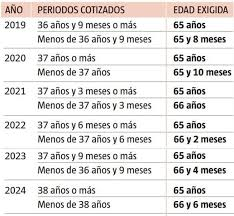 AÑO PERIODOS COTIZADOS EDAD EXIGIDA
2019 36 años y 9 meses o más 65 años
Menos de 36 años y 9 meses 65 y 8 meses
2020 37 años o más 65 años
Menos de 37 años 65 y 10 meses
2021 37 años y 3 meses o más 65 años
Menos de 37 años y 3 meses 66 años
2022 37 años y 6 meses o más 65 años
Menos de 37 años y 6 meses 66 y 2 meses
2023 37 años y 9 meses o más 65 años
Menos de 36 años y 9 meses 66 y 4 meses
2024 38 años o más 65 años
Menos de 38 años 66 y 6 meses